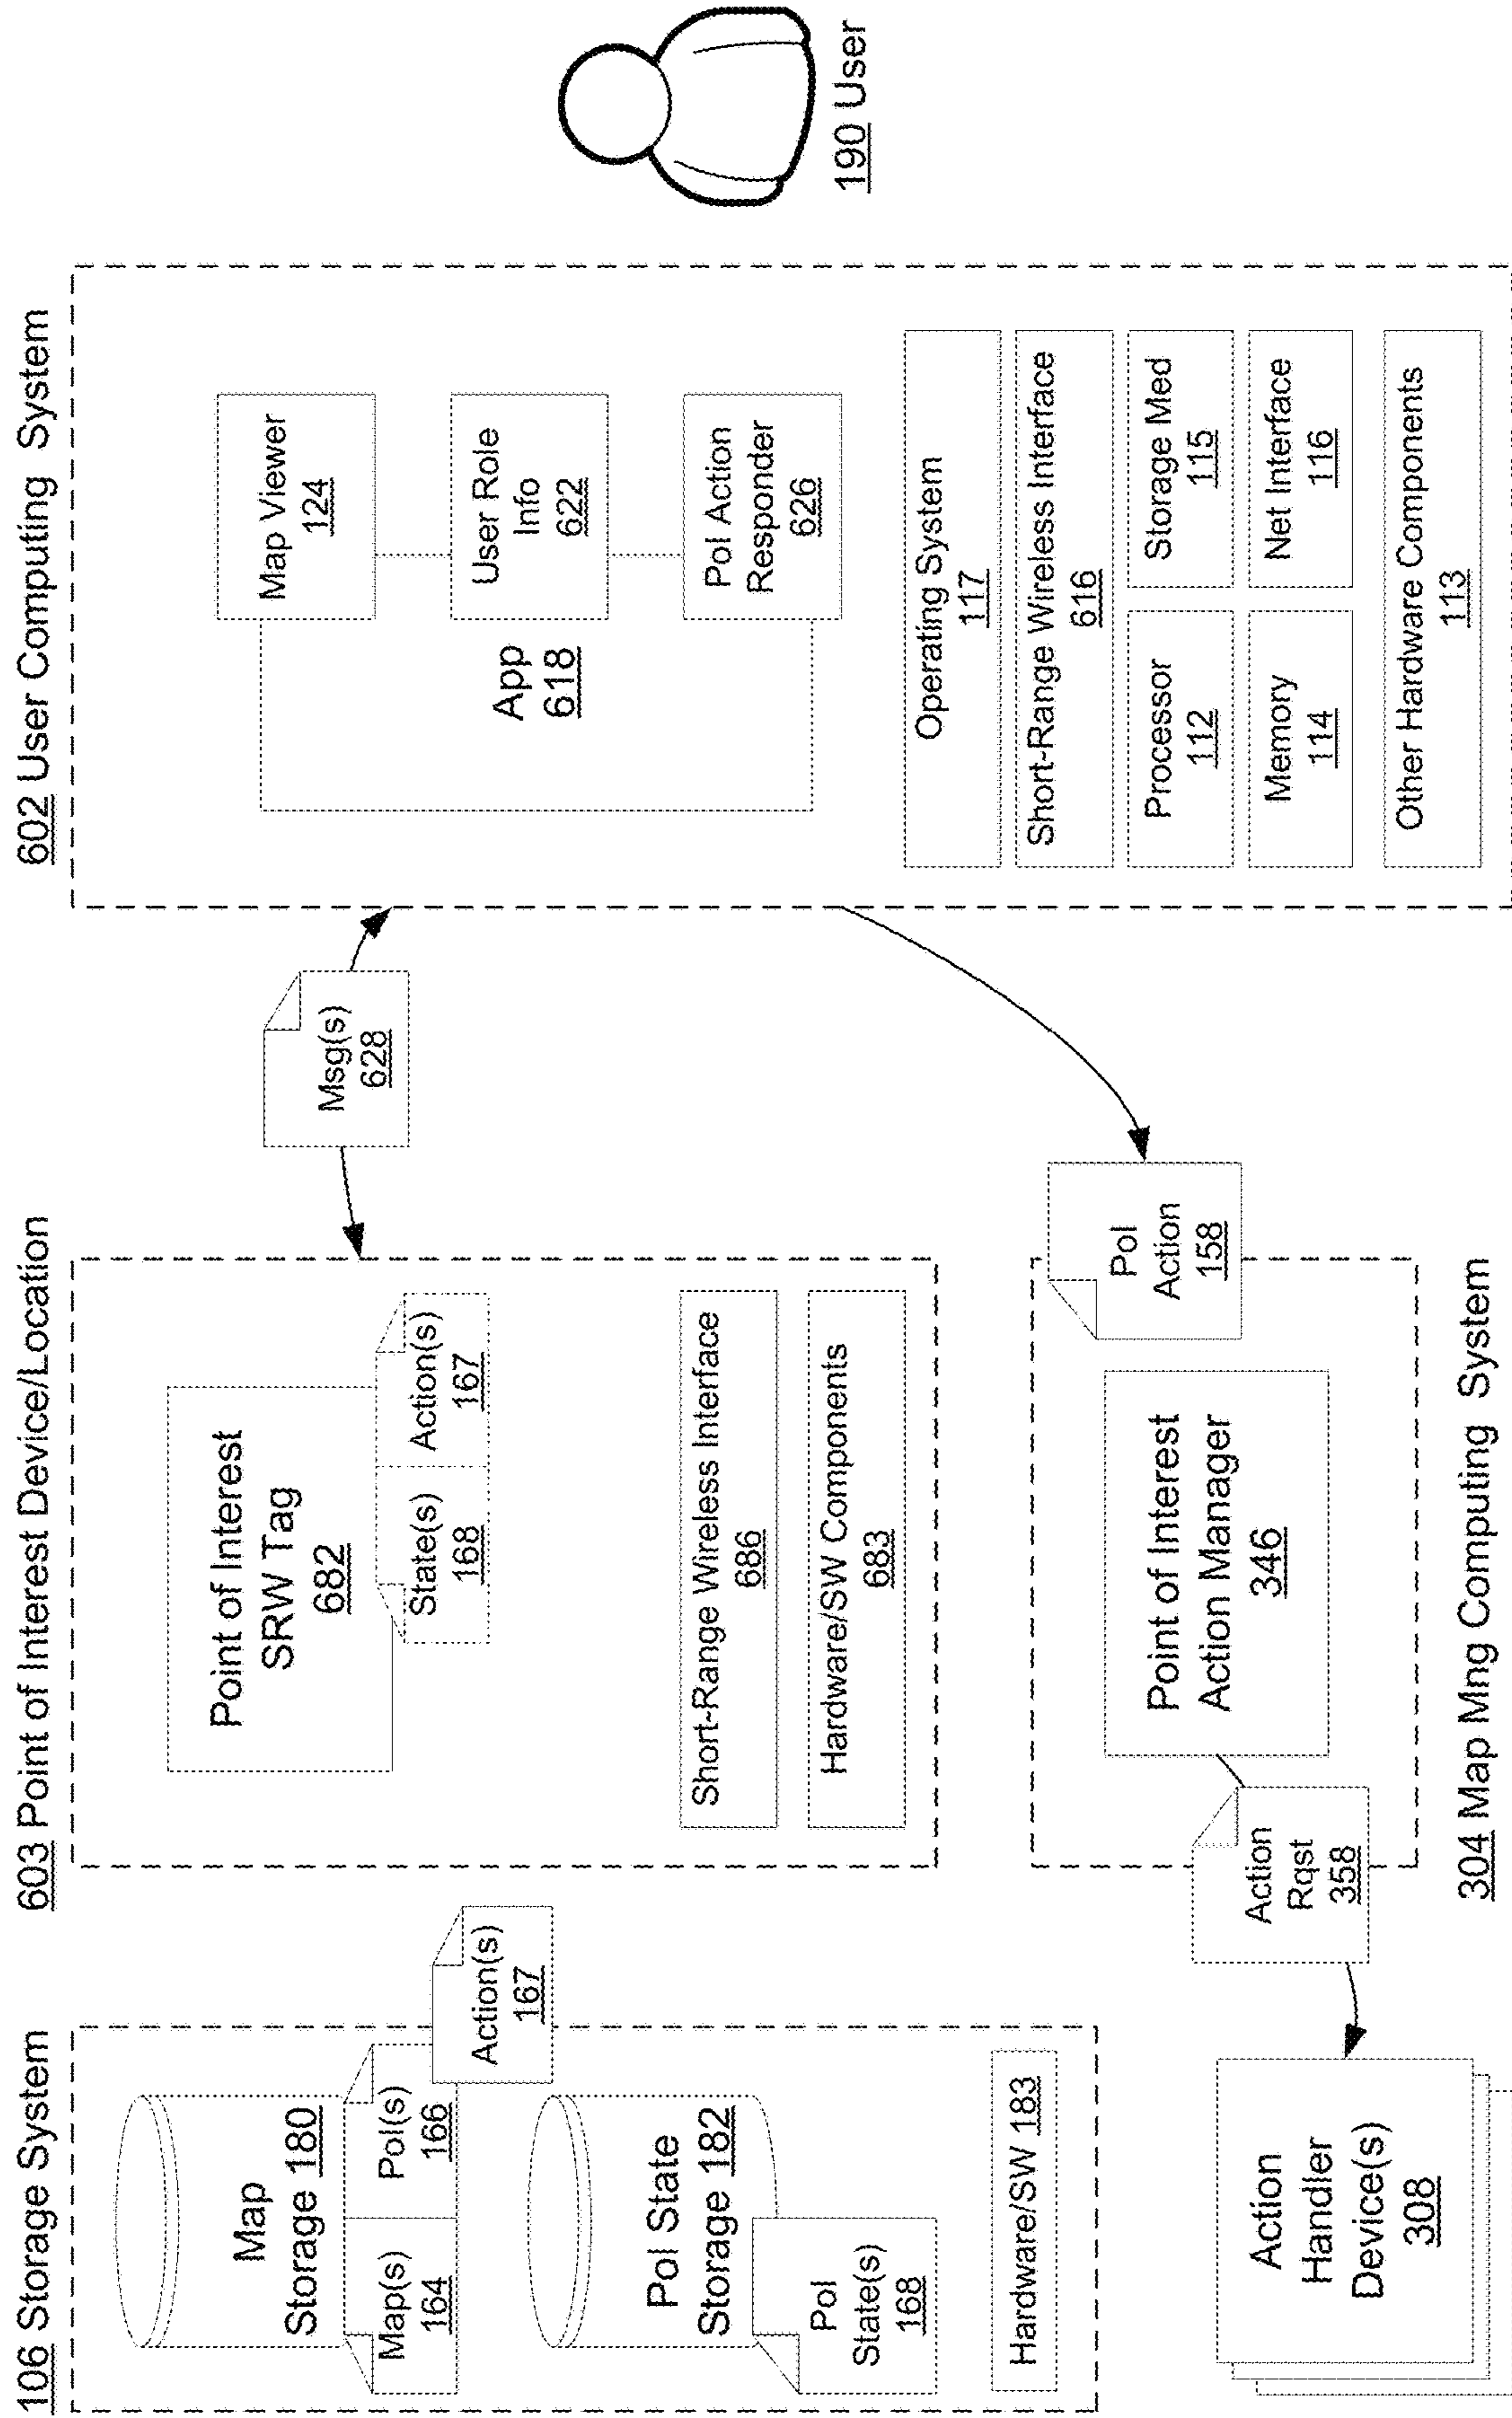 106 Storage System
Map
Storage 180
Map(s)
164
PoI(s)
166
Action(s)
167
PoI State
Storage 182
PoI
State(s)
168
Hardware/SW 183
Action
Handler
Device(s)
308
603 Point of Interest Device/Location
Point of Interest
SRW Tag
682
State(s)
168
Action(s)
167
Short-Range Wireless Interface
686
Hardware/SW Components
683
Msg(s)
628
Action
Rqst
358
Point of Interest
Action Manager
346
PoI
Action
158
304 Map Mng Computing System
602 User Computing System
App
618
Map Viewer
124
User Role
Info
622
PoI Action
Responder
626
Operating System
117
Short-Range Wireless Interface
616
Processor
112
Storage Med
115
Memory
114
Net Interface
116
Other Hardware Components
113
190 User